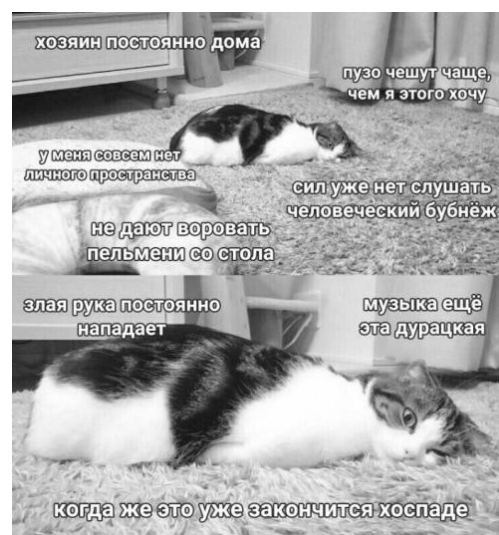 хозяин постоянно дома
пузо чешут чаще,
чем я этого хочу
у меня совсем нет
личного пространства
сил уже нет слушать
человеческий бубнёж
не дают воровать
пельмени со стола
злая рука постоянно
нападает
музыка ещё
эта дурацкая
когда же это уже закончится хоспаде